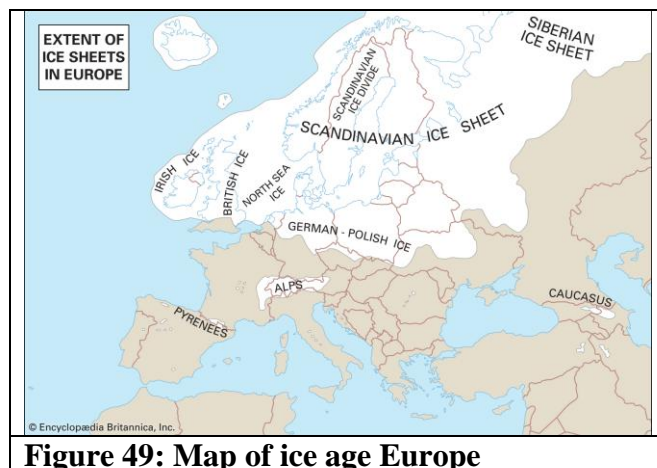 EXTENT OF
ICE SHEETS
IN EUROPE
SIBERIAN
ICE SHEET
SCANDINAVIAN
ICE DIVIDE
SCANDINAVIAN ICE SHEET
IRISH ICE
BRITISH ICE
NORTH SEA
ICE
GERMAN - POLISH ICE
ALPS
CAUCASUS
PYRENEES
© Encyclopædia Britannica, Inc.
Figure 49: Map of ice age Europe